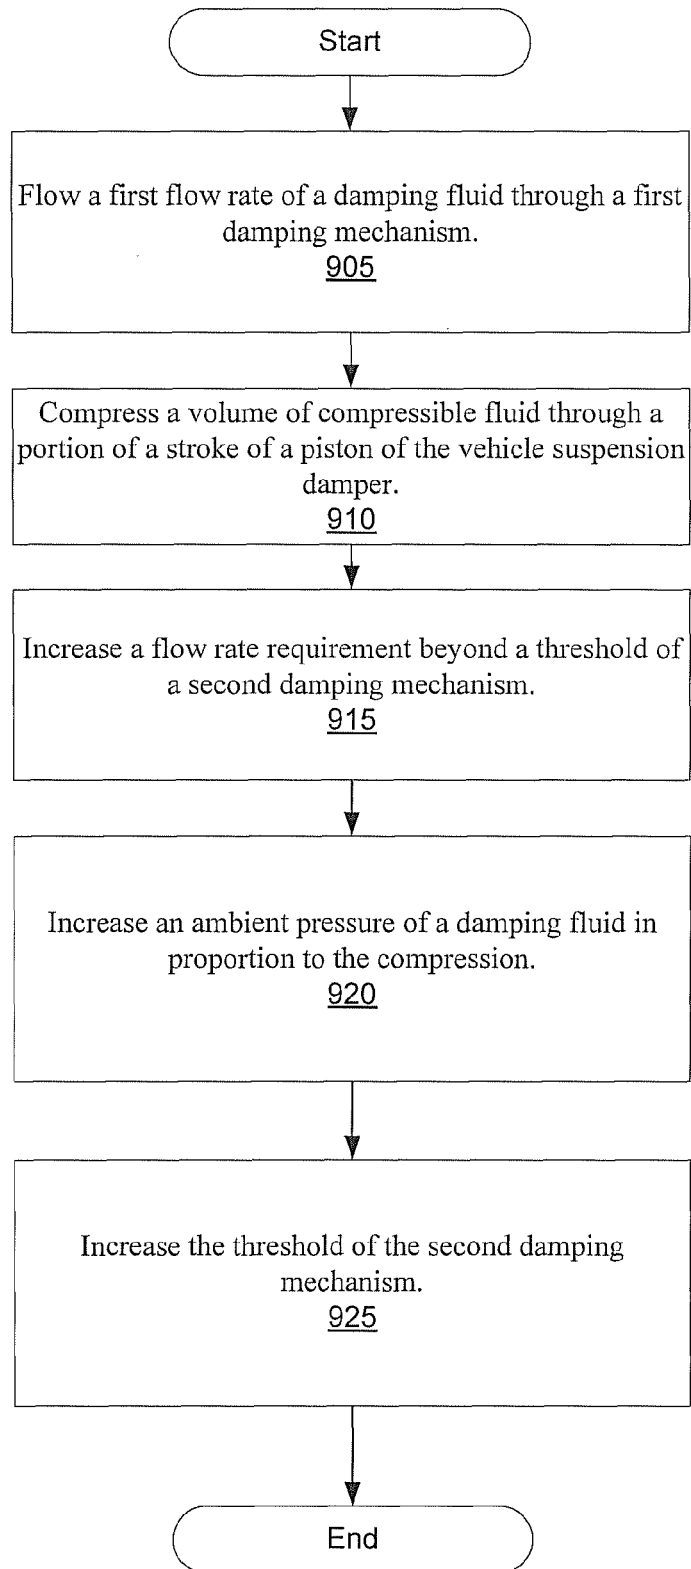 Start
Flow a first flow rate of a damping fluid through a first
damping mechanism.
905
Compress a volume of compressible fluid through a
portion of a stroke of a piston of the vehicle suspension
damper.
910
Increase a flow rate requirement beyond a threshold of
a second damping mechanism.
915
Increase an ambient pressure of a damping fluid in
proportion to the compression.
920
Increase the threshold of the second damping
mechanism.
925
End